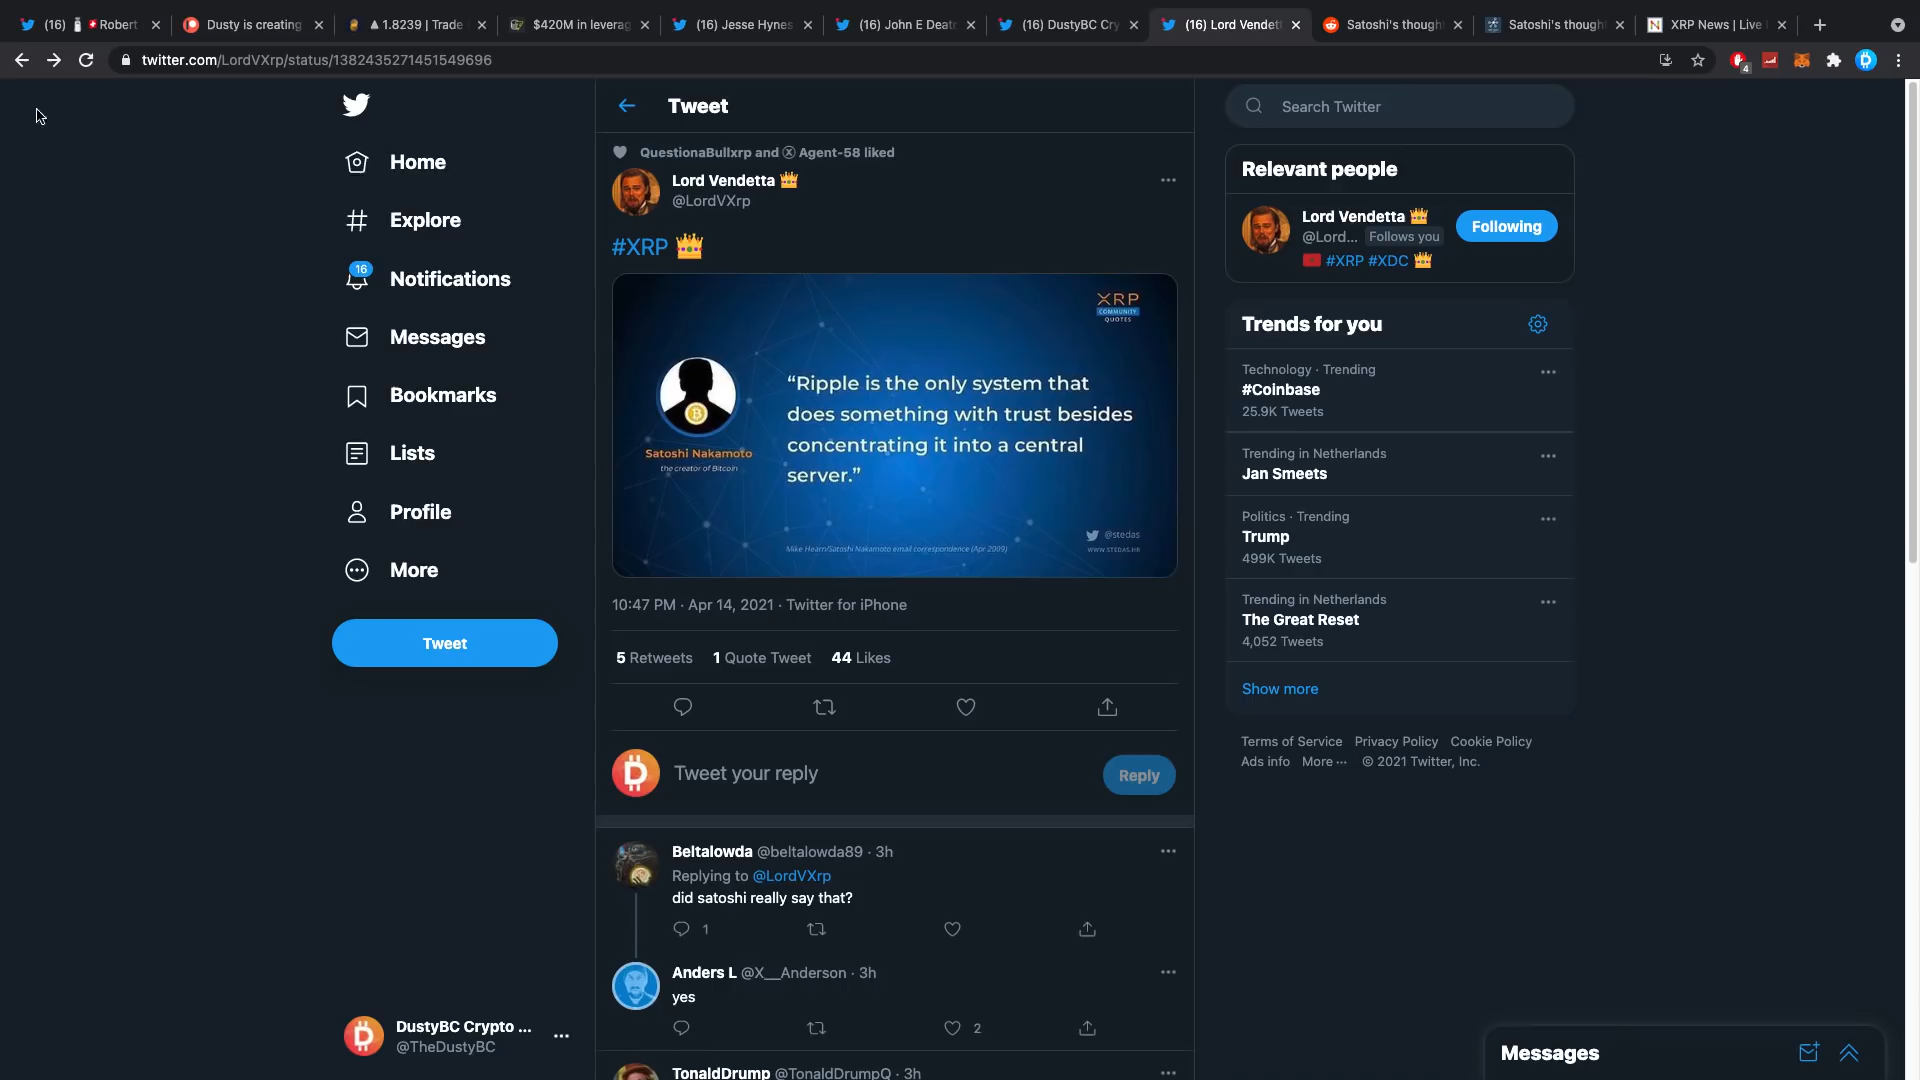 (16) Robert
Dusty is creating
1.8239 | Trade
$420M in leverag
(16) Jesse Hynes
(16) John E Deat
(16) DustyBC Cry
(16) Lord Vendett
Satoshi's though
Satoshi's though
XRP News | Live
twitter.com/LordVXrp/status/1382435271451549696
4
Home
Explore
16
Notifications
Messages
Bookmarks
Lists
Profile
More
Tweet
DustyBC Crypto ...
@TheDustyBC
Tweet
QuestionaBullxrp and ⓧ Agent-58 liked
Lord Vendetta 👑
@LordVXrp
#XRP 👑
XRP
COMMUNITY
QUOTES
“Ripple is the only system that
does something with trust besides
concentrating it into a central
server.”
Satoshi Nakamoto
the creator of Bitcoin
Mike Hearn/Satoshi Nakamoto email correspondence (Apr 2009)
@stedas
WWW.STEDAS.HR
10:47 PM · Apr 14, 2021 · Twitter for iPhone
5 Retweets 1 Quote Tweet 44 Likes
Tweet your reply
Reply
Beltalowda @beltalowda89 · 3h
Replying to @LordVXrp
did satoshi really say that?
1
Anders L @X__Anderson · 3h
yes
2
TonaldDrump @TonaldDrumpQ · 3h
Search Twitter
Relevant people
Lord Vendetta 👑
@Lord... Follows you
Following
#XRP #XDC 👑
Trends for you
Technology · Trending
#Coinbase
25.9K Tweets
Trending in Netherlands
Jan Smeets
Politics · Trending
Trump
499K Tweets
Trending in Netherlands
The Great Reset
4,052 Tweets
Show more
Terms of Service Privacy Policy Cookie Policy
Ads info More ··· © 2021 Twitter, Inc.
Messages